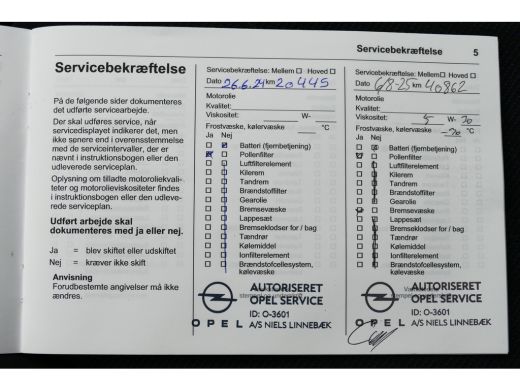 Servicebekræftelse 5
Servicebekræftelse
På de følgende sider dokumenteres
det udførte servicearbejde.
Der skal udføres service, når
servicedisplayet indikerer det, men
ikke senere end i overensstemmelse
med de serviceintervaller, der er
nævnt i instruktionsbogen eller den
udleverede serviceplan.
Oplysning om tilladte motoroliekvali-
teter og motorolieviskositeter findes
i instruktionsbogen eller den udleve-
rede serviceplan.
Udført arbejde skal
dokumenteres med ja eller nej.
Ja = blev skiftet eller udskiftet
Nej = kræver ikke skift
Anvisning
Forudbestemte angivelser må ikke
ændres.
Servicebekræftelse: Mellem Hoved
Dato 26.6.24 km 20445
Motorolie
Kvalitet:
Viskositet: W-
Frostvæske, kølervæske °C
Ja Nej
Batteri (fjernbetjening)
Pollenfilter
Luftfilterelement
Kilerem
Tandrem
Brændstoffilter
Gearolie
Bremsevæske
Lappesæt
Bremseklodser for / bag
Tændrør
Kølemiddel
Ionfilterelement
Brændstofcellesystem,
kølevæske
AUTORISERET
OPEL SERVICE
ID: O-3601
OPEL A/S NIELS LINNEBÆK
Servicebekræftelse: Mellem Hoved
Dato 6/8-25 km 40862
Motorolie
Kvalitet:
Viskositet: 5 W- 30
Frostvæske, kølervæske -30 °C
Ja Nej
Batteri (fjernbetjening)
Pollenfilter
Luftfilterelement
Kilerem
Tandrem
Brændstoffilter
Gearolie
Bremsevæske
Lappesæt
Bremseklodser for / bag
Tændrør
Kølemiddel
Ionfilterelement
Brændstofcellesystem,
kølevæske
AUTORISERET
OPEL SERVICE
ID: O-3601
OPEL A/S NIELS LINNEBÆK